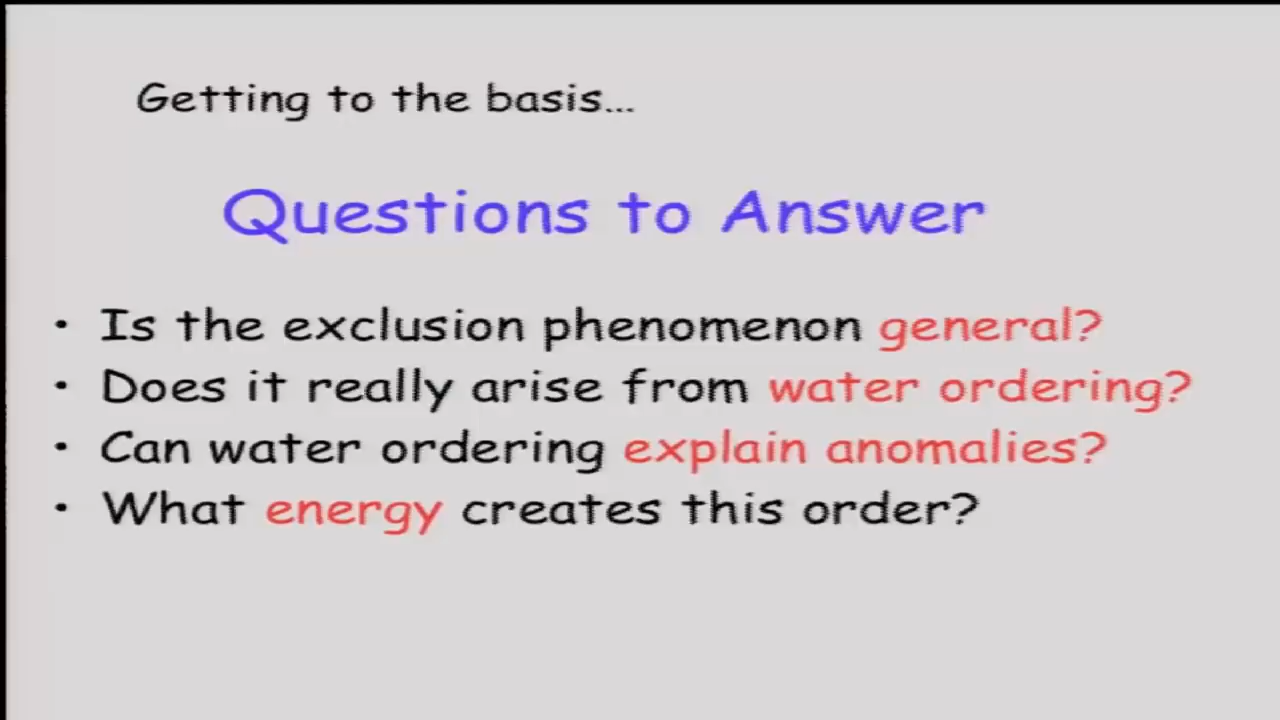 Getting to the basis...
Questions to Answer
• Is the exclusion phenomenon general?
• Does it really arise from water ordering?
• Can water ordering explain anomalies?
• What energy creates this order?